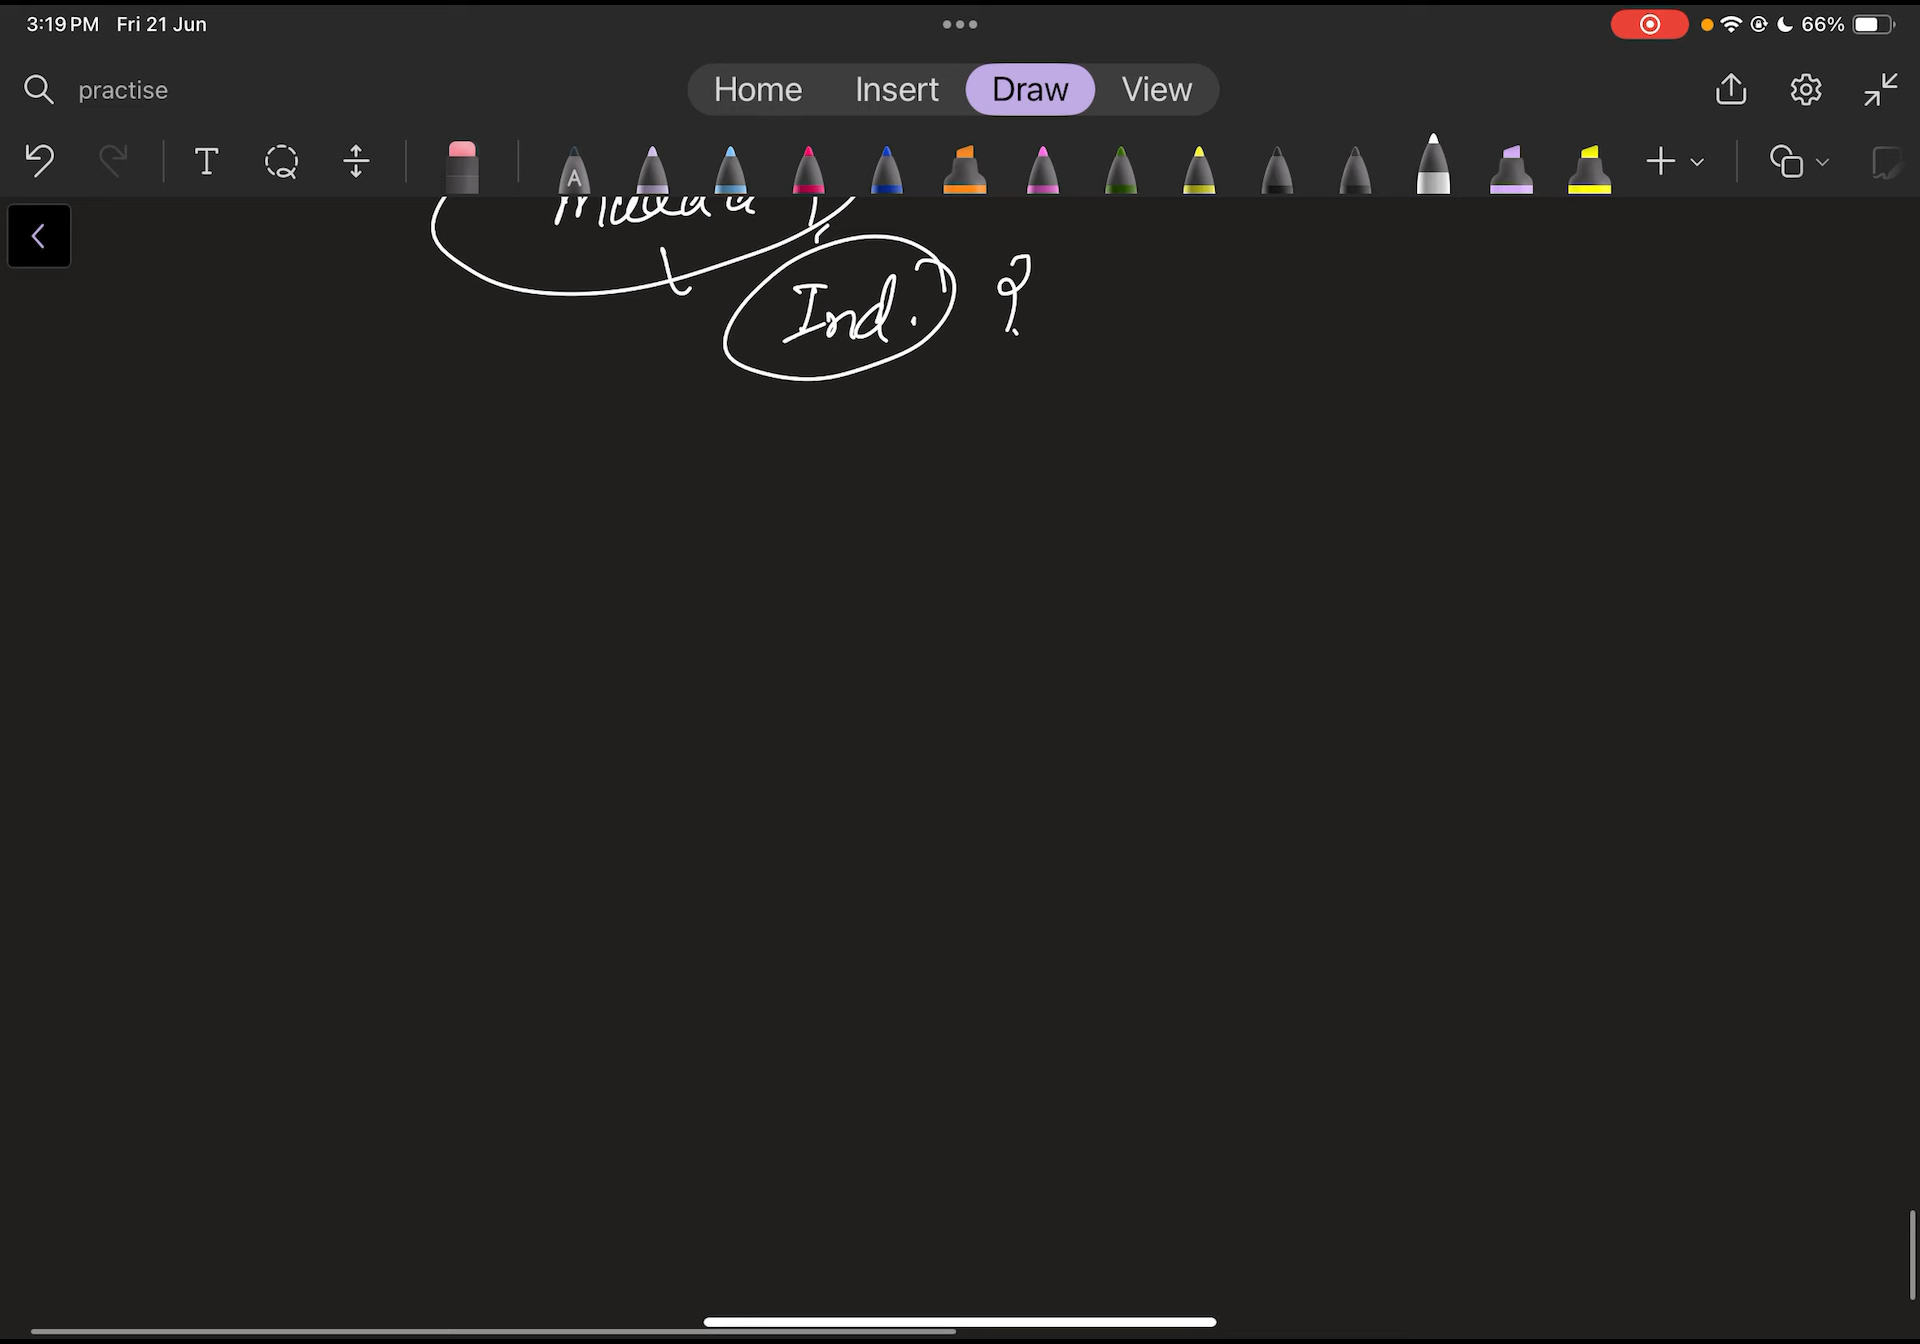 3:19 PM Fri 21 Jun 66%
practise Home Insert Draw View
T A
Ind. ?